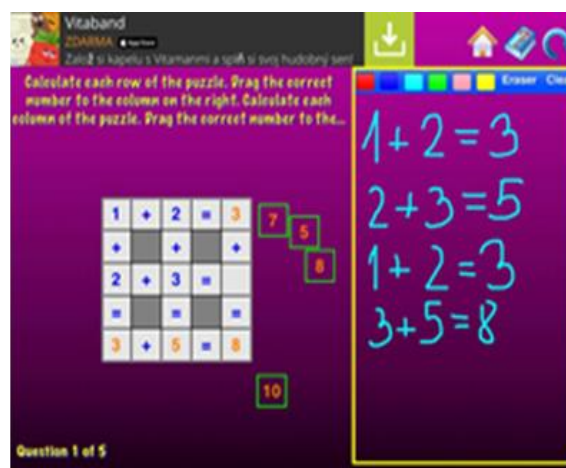 Vitaband
ZDARMA App Store
Založ si kapelu s Vitamanmi a splň si svoj hudobný sen!
Calculate each row of the puzzle. Drag the correct
number to the column on the right. Calculate each
column of the puzzle. Drag the correct number to the...
Eraser Clea
1 + 2 = 3
+ + +
2 + 3 =
= = =
3 + 5 = 8
7
5
8
10
1+2=3
2+3=5
1+2=3
3+5=8
Question 1 of 5